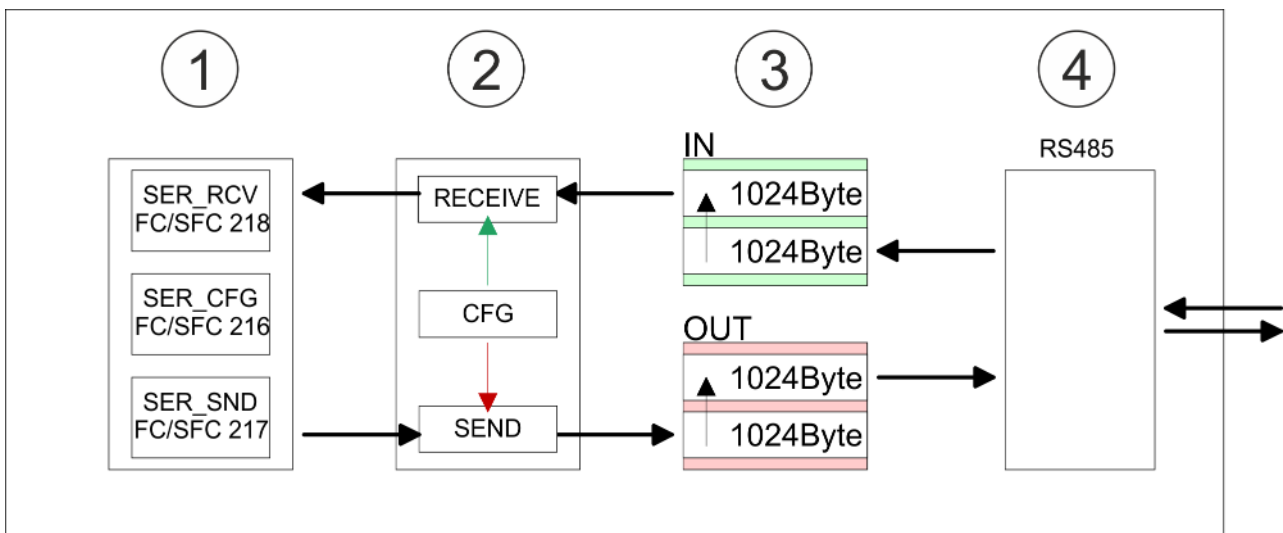 1
2
3
4
SER_RCV
FC/SFC 218
SER_CFG
FC/SFC 216
SER_SND
FC/SFC 217
RECEIVE
CFG
SEND
IN
1024Byte
1024Byte
OUT
1024Byte
1024Byte
RS485